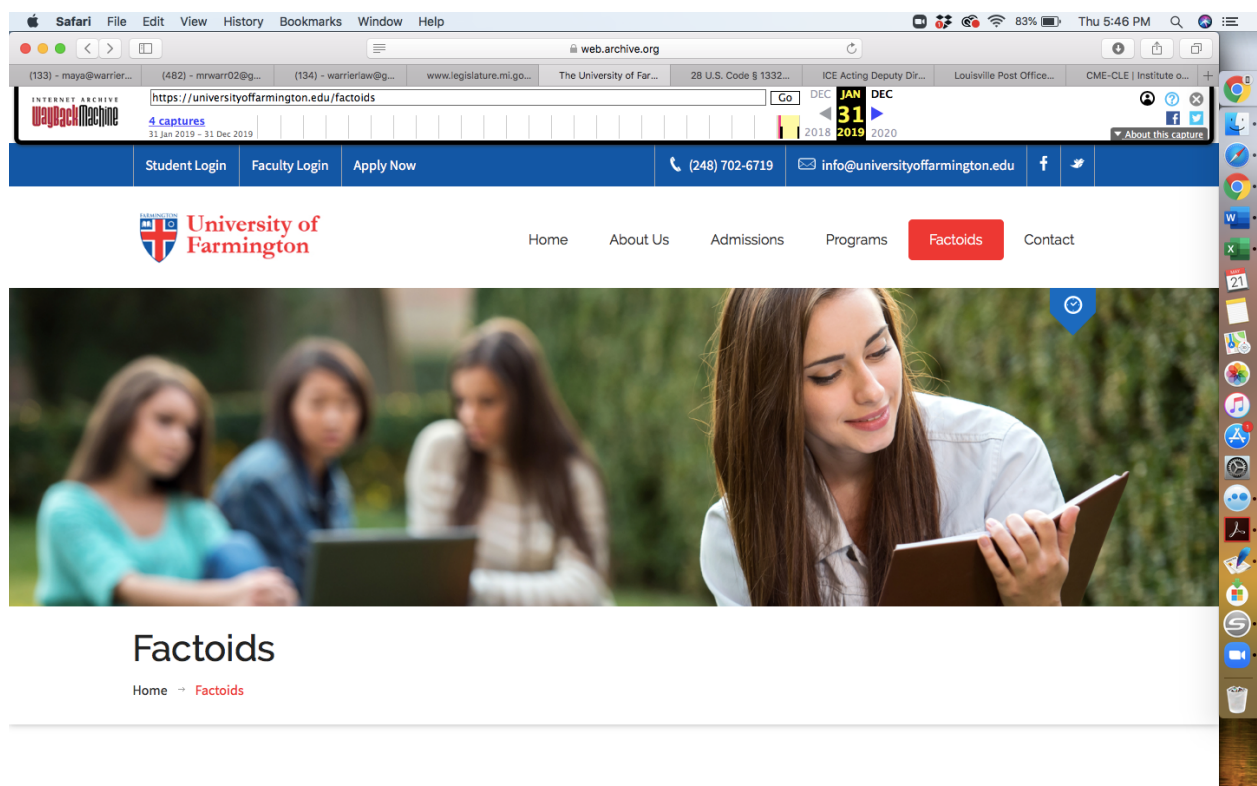 Safari File Edit View History Bookmarks Window Help 83% Thu 5:46 PM
web.archive.org
(133) - maya@warrier... (482) - mrwarr02@g... (134) - warrierlaw@g... www.legislature.mi.go... The University of Far... 28 U.S. Code § 1332... ICE Acting Deputy Dir... Louisville Post Office... CME-CLE | Institute o... +
INTERNET ARCHIVE
WayBackMachine
https://universityoffarmington.edu/factoids Go DEC JAN DEC
4 captures 31
31 Jan 2019 – 31 Dec 2019 2018 2019 2020 About this capture
Student Login Faculty Login Apply Now (248) 702-6719 info@universityoffarmington.edu
FARMINGTON
University of
Farmington
Home About Us Admissions Programs Factoids Contact
MAY
21
Factoids
Home → Factoids